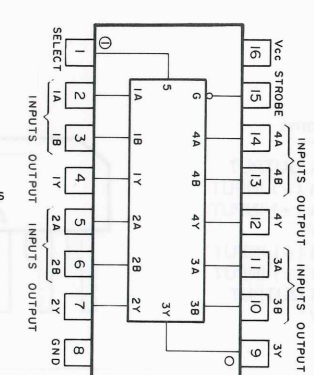 SELECT 1
1A 2
1B 3
INPUTS
1Y 4
OUTPUT
2A 5
2B 6
INPUTS
2Y 7
OUTPUT
GND 8
16 Vcc
15 STROBE
14 4A
13 4B
INPUTS
12 4Y
OUTPUT
11 3A
10 3B
INPUTS
9 3Y
OUTPUT
S G
1A 4A
1B 4B
1Y 4Y
2A 3A
2B 3B
2Y 3Y
s